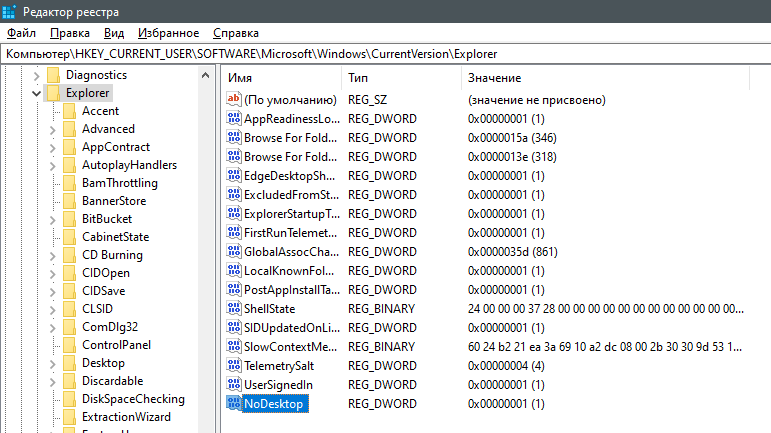 Редактор реестра
Файл Правка Вид Избранное Справка
Компьютер\HKEY_CURRENT_USER\SOFTWARE\Microsoft\Windows\CurrentVersion\Explorer
Diagnostics
Explorer
Accent
Advanced
AppContract
AutoplayHandlers
BamThrottling
BannerStore
BitBucket
CabinetState
CD Burning
CIDOpen
CIDSave
CLSID
ComDlg32
ControlPanel
Desktop
Discardable
DiskSpaceChecking
ExtractionWizard
Имя Тип Значение
(По умолчанию) REG_SZ (значение не присвоено)
AppReadinessLo... REG_DWORD 0x00000001 (1)
Browse For Fold... REG_DWORD 0x0000015a (346)
Browse For Fold... REG_DWORD 0x0000013e (318)
EdgeDesktopSh... REG_DWORD 0x00000001 (1)
ExcludedFromSt... REG_DWORD 0x00000001 (1)
ExplorerStartupT... REG_DWORD 0x00000001 (1)
FirstRunTelemet... REG_DWORD 0x00000001 (1)
GlobalAssocCha... REG_DWORD 0x0000035d (861)
LocalKnownFol... REG_DWORD 0x00000001 (1)
PostAppInstallTa... REG_DWORD 0x00000001 (1)
ShellState REG_BINARY 24 00 00 00 37 28 00 00 00 00 00 00 00 00 00 00 00 00...
SIDUpdatedOnLi... REG_DWORD 0x00000001 (1)
SlowContextMe... REG_BINARY 60 24 b2 21 ea 3a 69 10 a2 dc 08 00 2b 30 30 9d 53 1...
TelemetrySalt REG_DWORD 0x00000004 (4)
UserSignedIn REG_DWORD 0x00000001 (1)
NoDesktop REG_DWORD 0x00000001 (1)